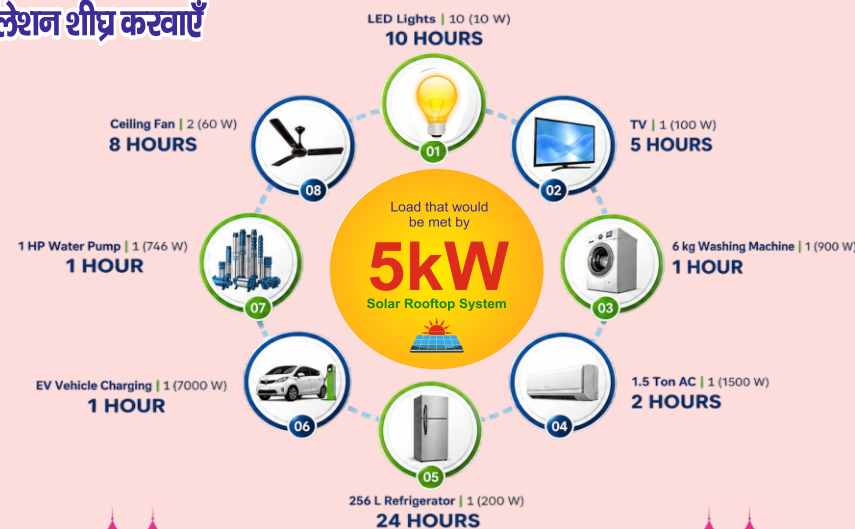 लेशन शीघ्र करवाएँ
LED Lights | 10 (10 W)
10 HOURS
01
TV | 1 (100 W)
5 HOURS
02
6 kg Washing Machine | 1 (900 W)
1 HOUR
03
1.5 Ton AC | 1 (1500 W)
2 HOURS
04
256 L Refrigerator | 1 (200 W)
24 HOURS
05
EV Vehicle Charging | 1 (7000 W)
1 HOUR
06
1 HP Water Pump | 1 (746 W)
1 HOUR
07
Ceiling Fan | 2 (60 W)
8 HOURS
08
Load that would
be met by
5kW
Solar Rooftop System